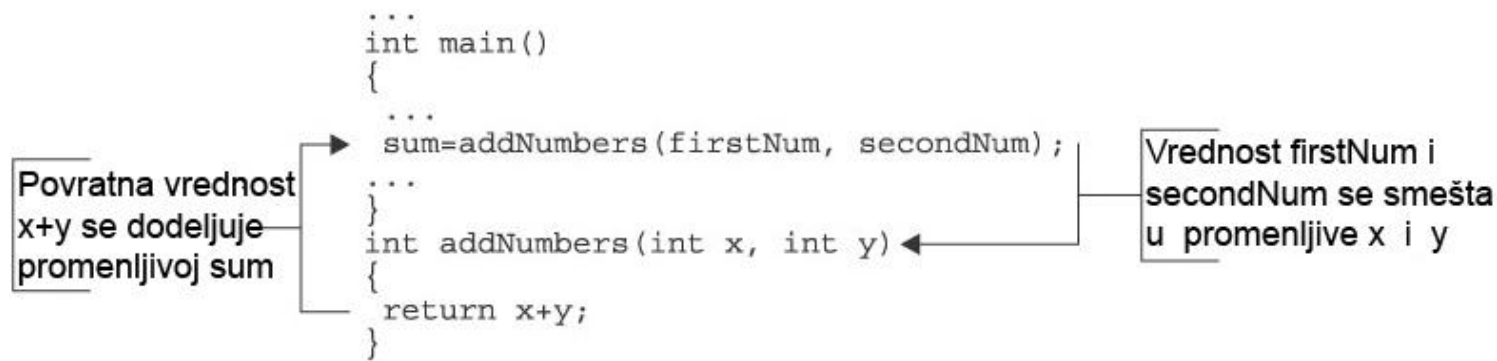 ...
int main()
{
...
sum=addNumbers(firstNum, secondNum);
...
}
int addNumbers(int x, int y)
{
return x+y;
}
Povratna vrednost
x+y se dodeljuje
promenljivoj sum
Vrednost firstNum i
secondNum se smešta
u promenljive x i y